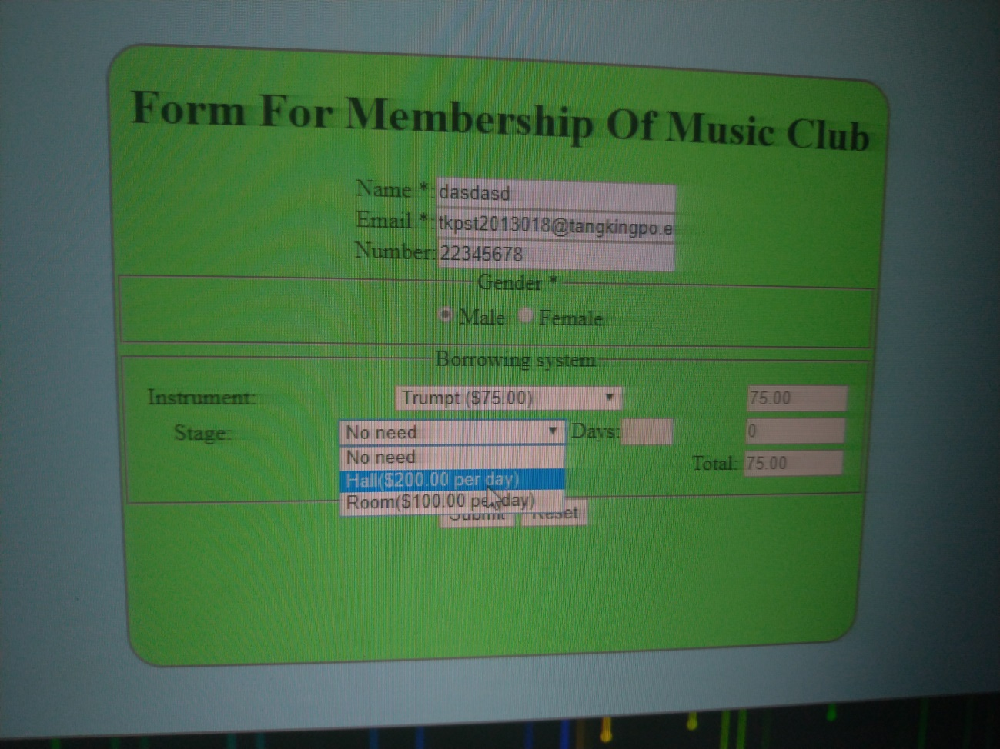 Form For Membership Of Music Club
Name *: dasdasd
Email *: tkpst2013018@tangkingpo.e
Number: 22345678
Gender *
Male Female
Borrowing system
Instrument: Trumpt ($75.00) 75.00
Stage: No need Days: 0
No need
Total: 75.00
Hall($200.00 per day)
Room($100.00 per day)
Submit Reset